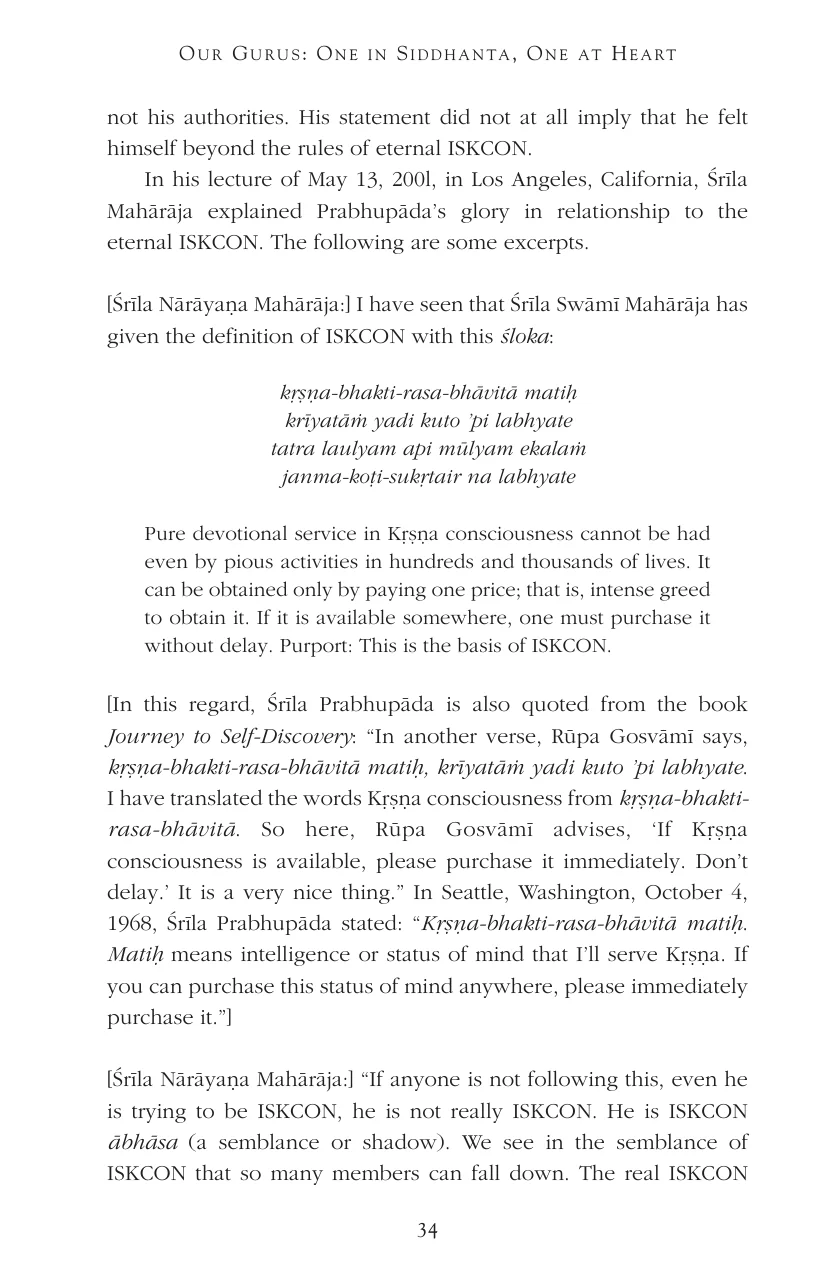 OUR GURUS: ONE IN SIDDHANTA, ONE AT HEART
not his authorities. His statement did not at all imply that he felt
himself beyond the rules of eternal ISKCON.
In his lecture of May 13, 200l, in Los Angeles, California, Śrīla
Mahārāja explained Prabhupāda’s glory in relationship to the
eternal ISKCON. The following are some excerpts.
[Śrīla Nārāyaṇa Mahārāja:] I have seen that Śrīla Swāmī Mahārāja has
given the definition of ISKCON with this śloka:
kṛṣṇa-bhakti-rasa-bhāvitā matiḥ
krīyatāṁ yadi kuto ’pi labhyate
tatra laulyam api mūlyam ekalaṁ
janma-koṭi-sukṛtair na labhyate
Pure devotional service in Kṛṣṇa consciousness cannot be had
even by pious activities in hundreds and thousands of lives. It
can be obtained only by paying one price; that is, intense greed
to obtain it. If it is available somewhere, one must purchase it
without delay. Purport: This is the basis of ISKCON.
[In this regard, Śrīla Prabhupāda is also quoted from the book
Journey to Self-Discovery: “In another verse, Rūpa Gosvāmī says,
kṛṣṇa-bhakti-rasa-bhāvitā matiḥ, krīyatāṁ yadi kuto ’pi labhyate.
I have translated the words Kṛṣṇa consciousness from kṛṣṇa-bhakti-
rasa-bhāvitā. So here, Rūpa Gosvāmī advises, ‘If Kṛṣṇa
consciousness is available, please purchase it immediately. Don’t
delay.’ It is a very nice thing.” In Seattle, Washington, October 4,
1968, Śrīla Prabhupāda stated: “Kṛṣṇa-bhakti-rasa-bhāvitā matiḥ.
Matiḥ means intelligence or status of mind that I’ll serve Kṛṣṇa. If
you can purchase this status of mind anywhere, please immediately
purchase it.”]
[Śrīla Nārāyaṇa Mahārāja:] “If anyone is not following this, even he
is trying to be ISKCON, he is not really ISKCON. He is ISKCON
ābhāsa (a semblance or shadow). We see in the semblance of
ISKCON that so many members can fall down. The real ISKCON
34